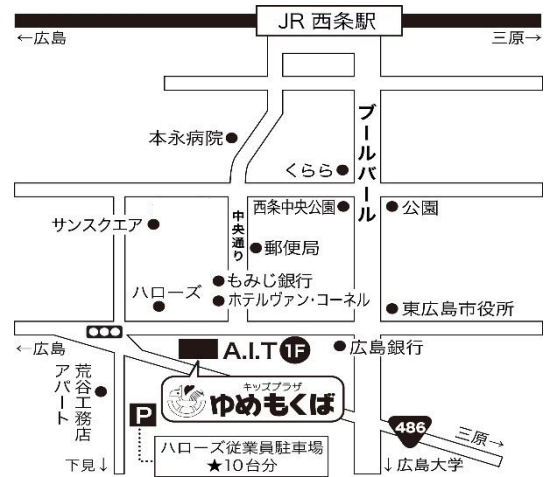 JR 西条駅
←広島
三原→
ブールバール
本永病院
くらら
西条中央公園
公園
サンスクエア
中央通り
郵便局
もみじ銀行
ハローズ
ホテルヴァン・コーネル
東広島市役所
←広島
A.I.T 1F
広島銀行
キッズプラザ
ゆめもくば
荒谷工務店
アパート
P
486
三原→
ハローズ従業員駐車場
★10台分
下見↓
↓広島大学